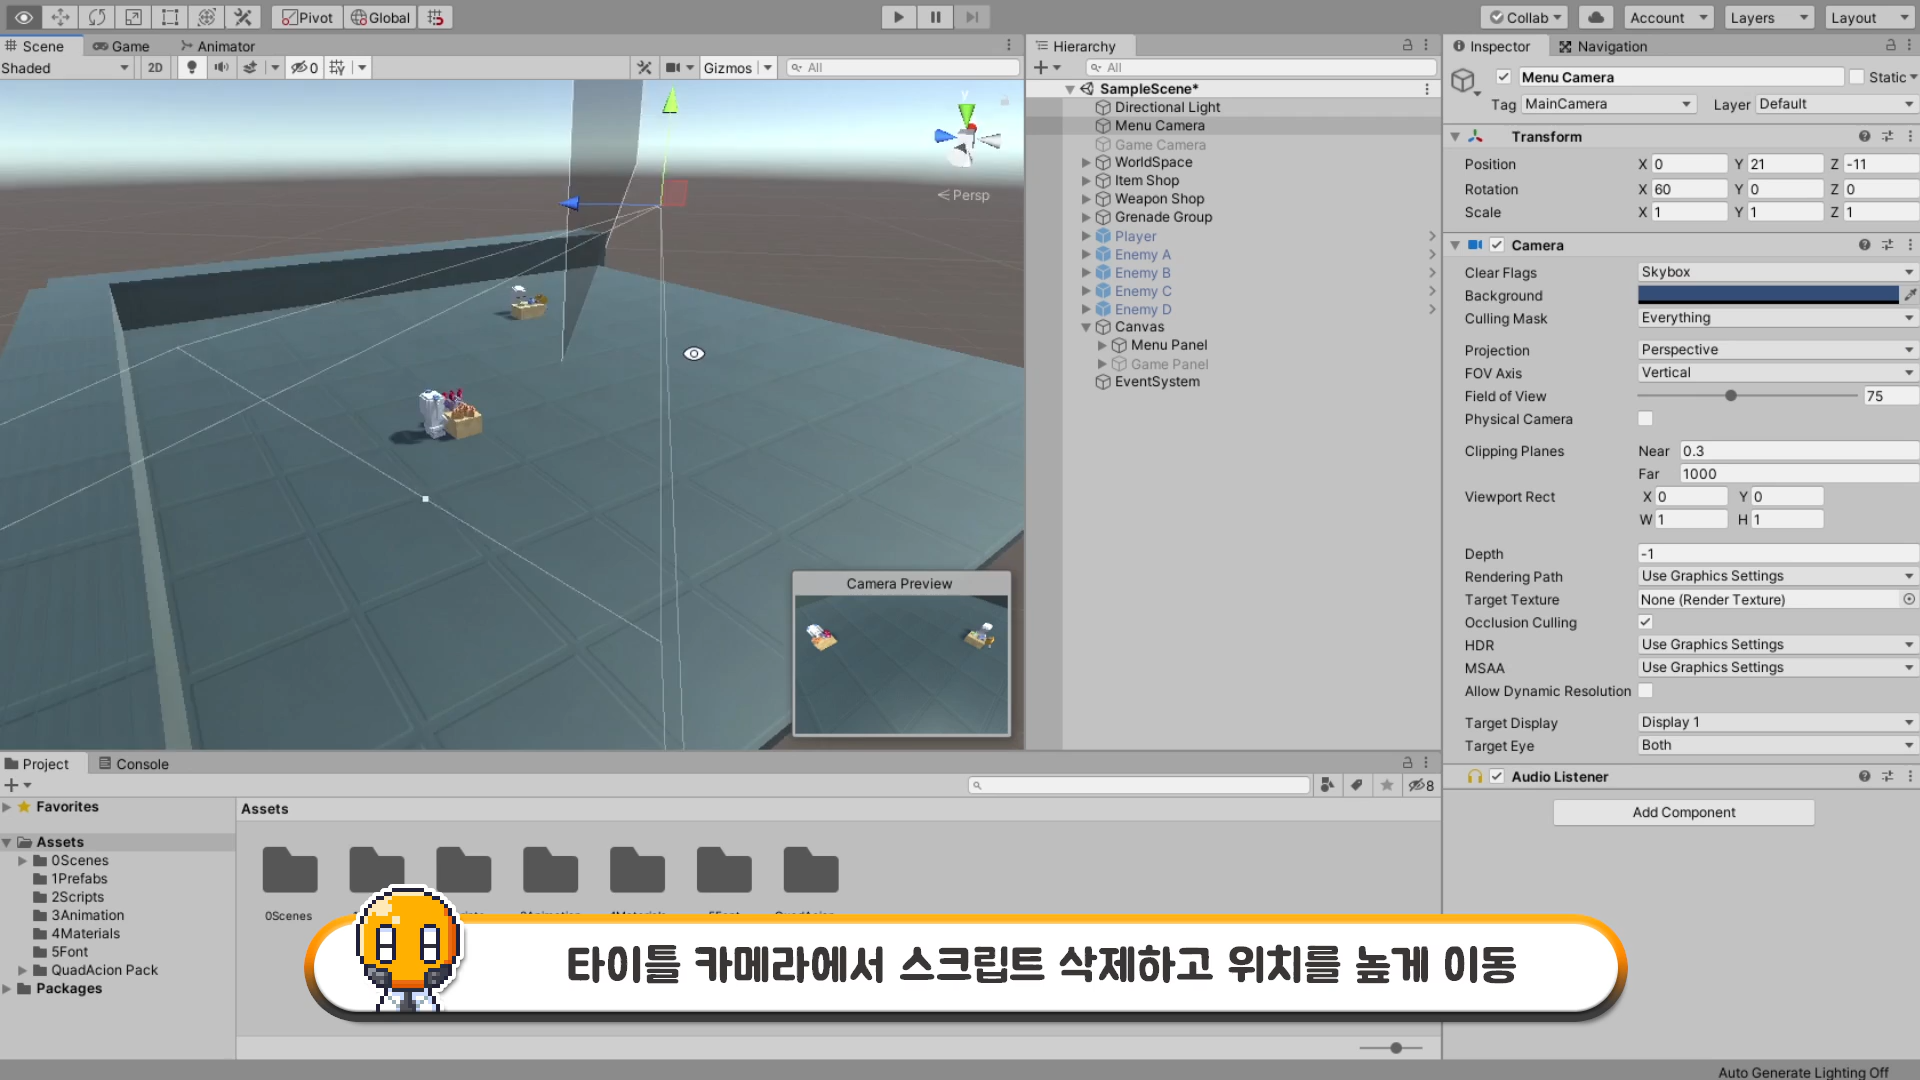 Pivot Global Collab Account Layers Layout
Scene Game Animator
Shaded 2D 0 Gizmos All
y
Persp
Camera Preview
Hierarchy
All
SampleScene*
Directional Light
Menu Camera
Game Camera
WorldSpace
Item Shop
Weapon Shop
Grenade Group
Player
Enemy A
Enemy B
Enemy C
Enemy D
Canvas
Menu Panel
Game Panel
EventSystem
Inspector Navigation
Menu Camera Static
Tag MainCamera Layer Default
Transform
Position X 0 Y 21 Z -11
Rotation X 60 Y 0 Z 0
Scale X 1 Y 1 Z 1
Camera
Clear Flags Skybox
Background
Culling Mask Everything
Projection Perspective
FOV Axis Vertical
Field of View 75
Physical Camera
Clipping Planes Near 0.3
Far 1000
Viewport Rect X 0 Y 0
W 1 H 1
Depth -1
Rendering Path Use Graphics Settings
Target Texture None (Render Texture)
Occlusion Culling
HDR Use Graphics Settings
MSAA Use Graphics Settings
Allow Dynamic Resolution
Target Display Display 1
Target Eye Both
Audio Listener
Add Component
Project Console
8
Favorites
Assets
0Scenes
1Prefabs
2Scripts
3Animation
4Materials
5Font
QuadAcion Pack
Packages
Assets
0Scenes
타이틀 카메라에서 스크립트 삭제하고 위치를 높게 이동
Auto Generate Lighting Off